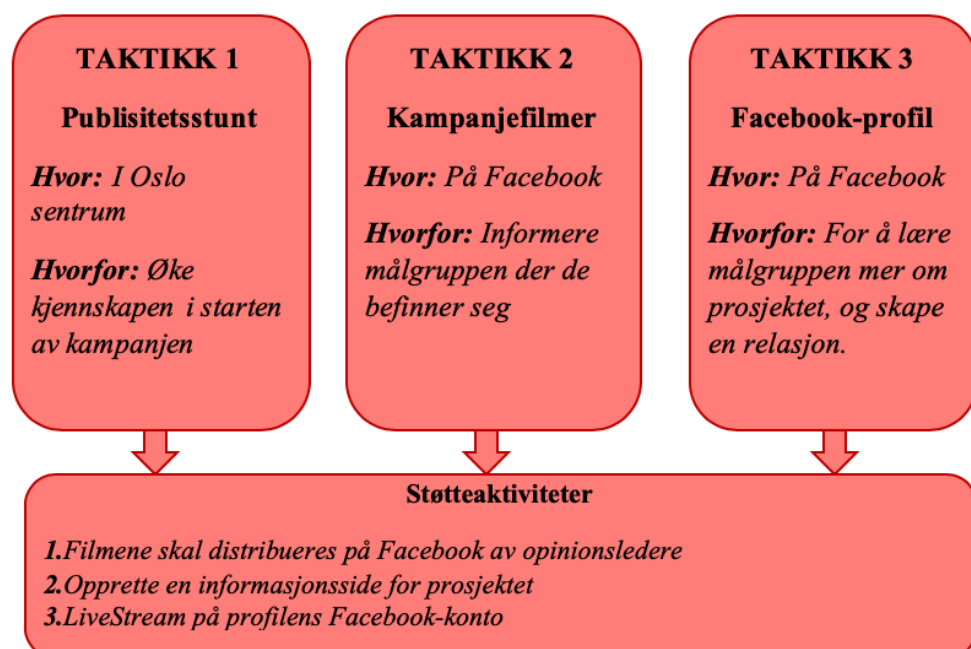 TAKTIKK 1
Publisitetsstunt
Hvor: I Oslo
sentrum
Hvorfor: Øke
kjennskapen i starten
av kampanjen
TAKTIKK 2
Kampanjefilmer
Hvor: På Facebook
Hvorfor: Informere
målgruppen der de
befinner seg
TAKTIKK 3
Facebook-profil
Hvor: På Facebook
Hvorfor: For å lære
målgruppen mer om
prosjektet, og skape
en relasjon.
Støtteaktiviteter
1.Filmene skal distribueres på Facebook av opinionsledere
2.Opprette en informasjonsside for prosjektet
3.LiveStream på profilens Facebook-konto